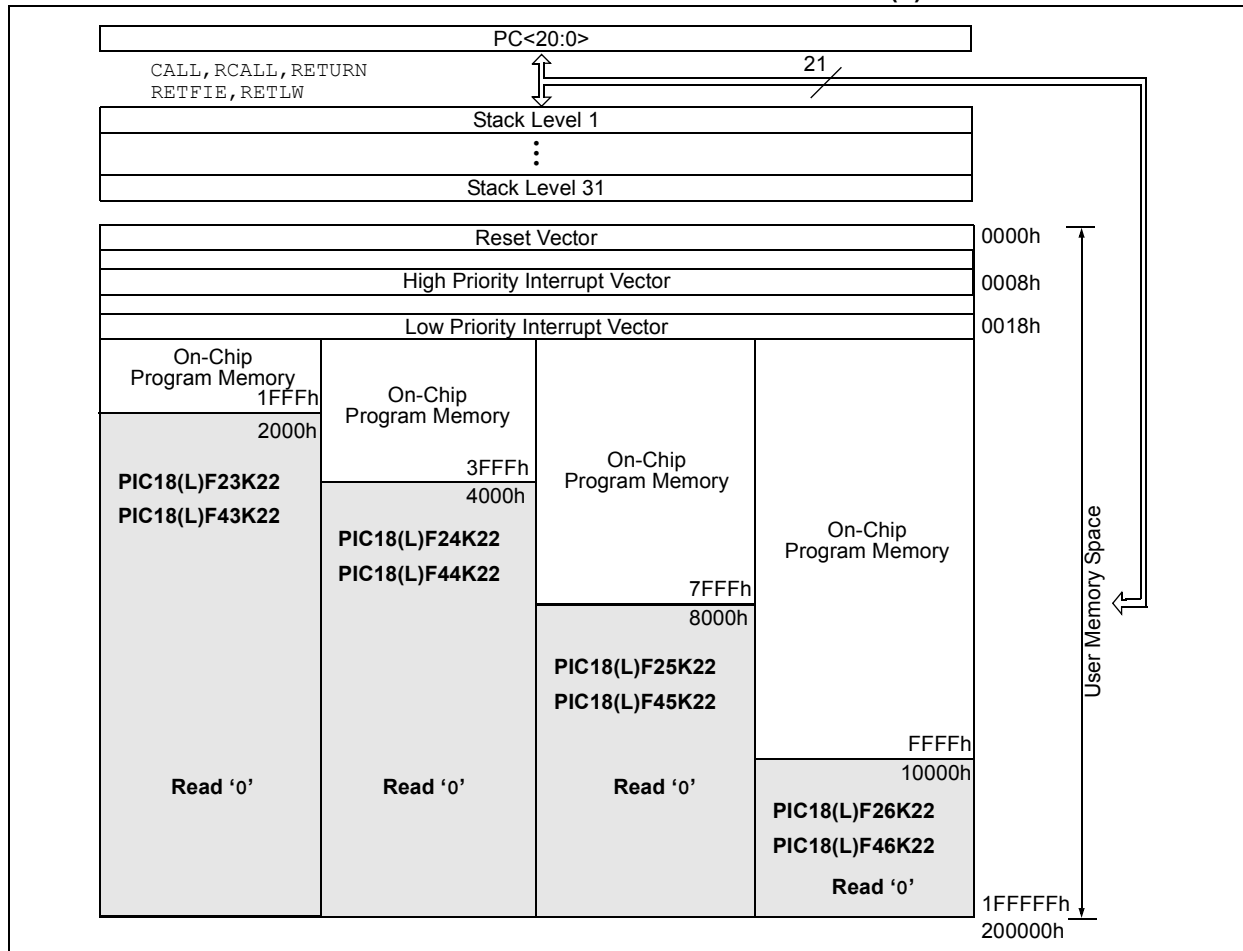 PC<20:0>
CALL,RCALL,RETURN
RETFIE,RETLW
21
Stack Level 1
Stack Level 31
Reset Vector
0000h
High Priority Interrupt Vector
0008h
Low Priority Interrupt Vector
0018h
On-Chip
Program Memory
1FFFh
2000h
PIC18(L)F23K22
PIC18(L)F43K22
Read ‘0’
On-Chip
Program Memory
3FFFh
4000h
PIC18(L)F24K22
PIC18(L)F44K22
Read ‘0’
On-Chip
Program Memory
7FFFh
8000h
PIC18(L)F25K22
PIC18(L)F45K22
Read ‘0’
On-Chip
Program Memory
FFFFh
10000h
PIC18(L)F26K22
PIC18(L)F46K22
Read ‘0’
1FFFFFh
200000h
User Memory Space